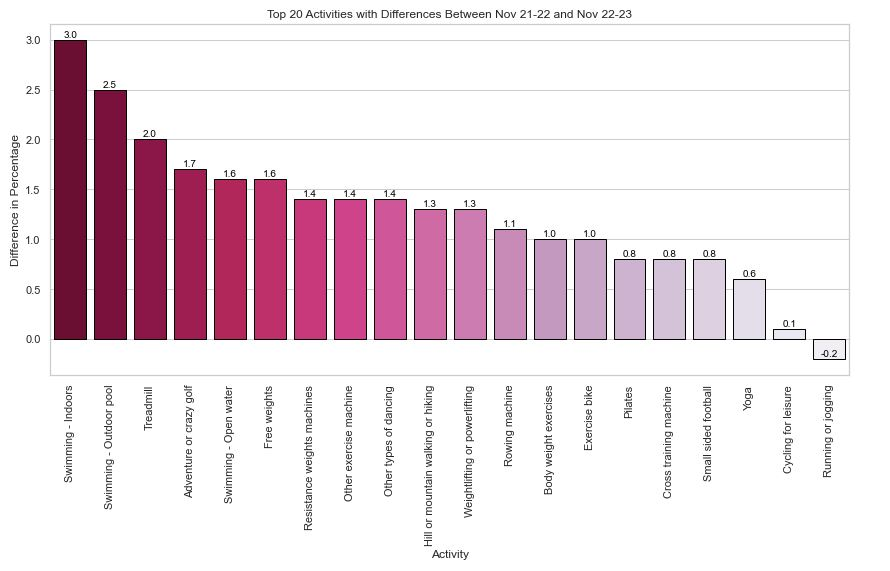 Top 20 Activities with Differences Between Nov 21-22 and Nov 22-23
Difference in Percentage
3.0
2.5
2.0
1.5
1.0
0.5
0.0
3.0
2.5
2.0
1.7
1.6
1.6
1.4
1.4
1.4
1.3
1.3
1.1
1.0
1.0
0.8
0.8
0.8
0.6
0.1
-0.2
Swimming - Indoors
Swimming - Outdoor pool
Treadmill
Adventure or crazy golf
Swimming - Open water
Free weights
Resistance weights machines
Other exercise machine
Other types of dancing
Hill or mountain walking or hiking
Weightlifting or powerlifting
Rowing machine
Body weight exercises
Exercise bike
Pilates
Cross training machine
Small sided football
Yoga
Cycling for leisure
Running or jogging
Activity